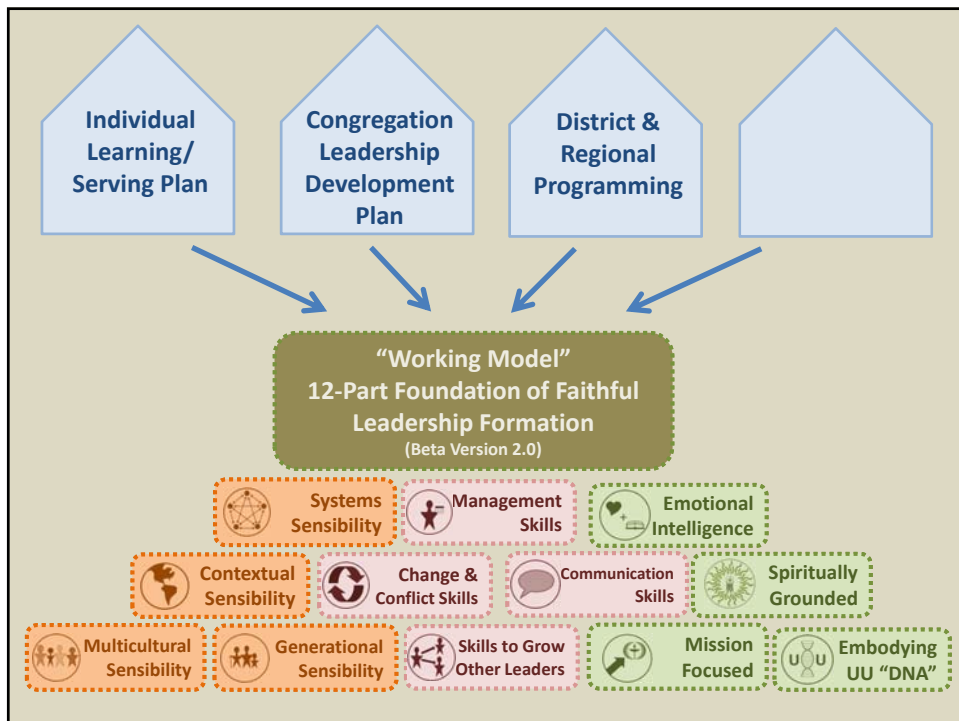 Individual
Learning/
Serving Plan
Congregation
Leadership
Development
Plan
District &
Regional
Programming
“Working Model”
12-Part Foundation of Faithful
Leadership Formation
(Beta Version 2.0)
Systems
Sensibility
Management
Skills
Emotional
Intelligence
Contextual
Sensibility
Change &
Conflict Skills
Communication
Skills
Spiritually
Grounded
Multicultural
Sensibility
Generational
Sensibility
Skills to Grow
Other Leaders
Mission
Focused
U U
Embodying
UU “DNA”